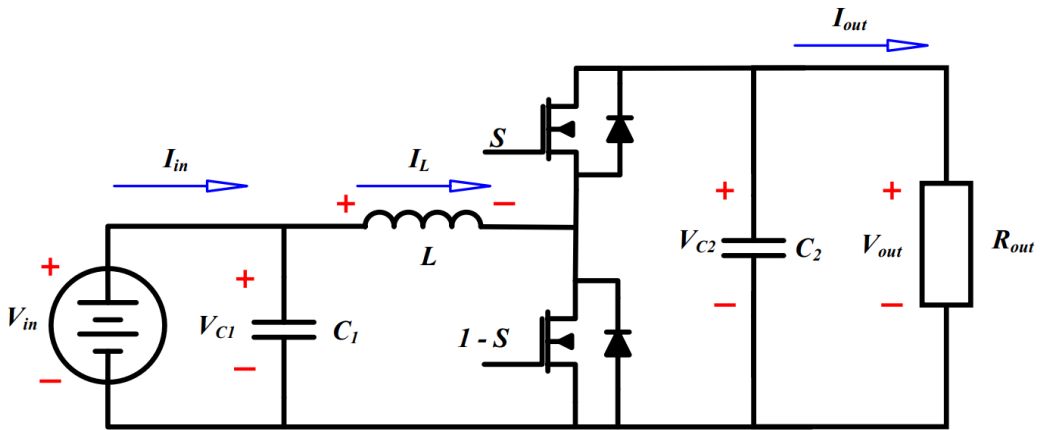 I_out
S
I_in
I_L
+ −
L
+
V_in
−
+
V_C1
−
C_1
1 - S
+
V_C2
−
C_2
+
V_out
−
R_out